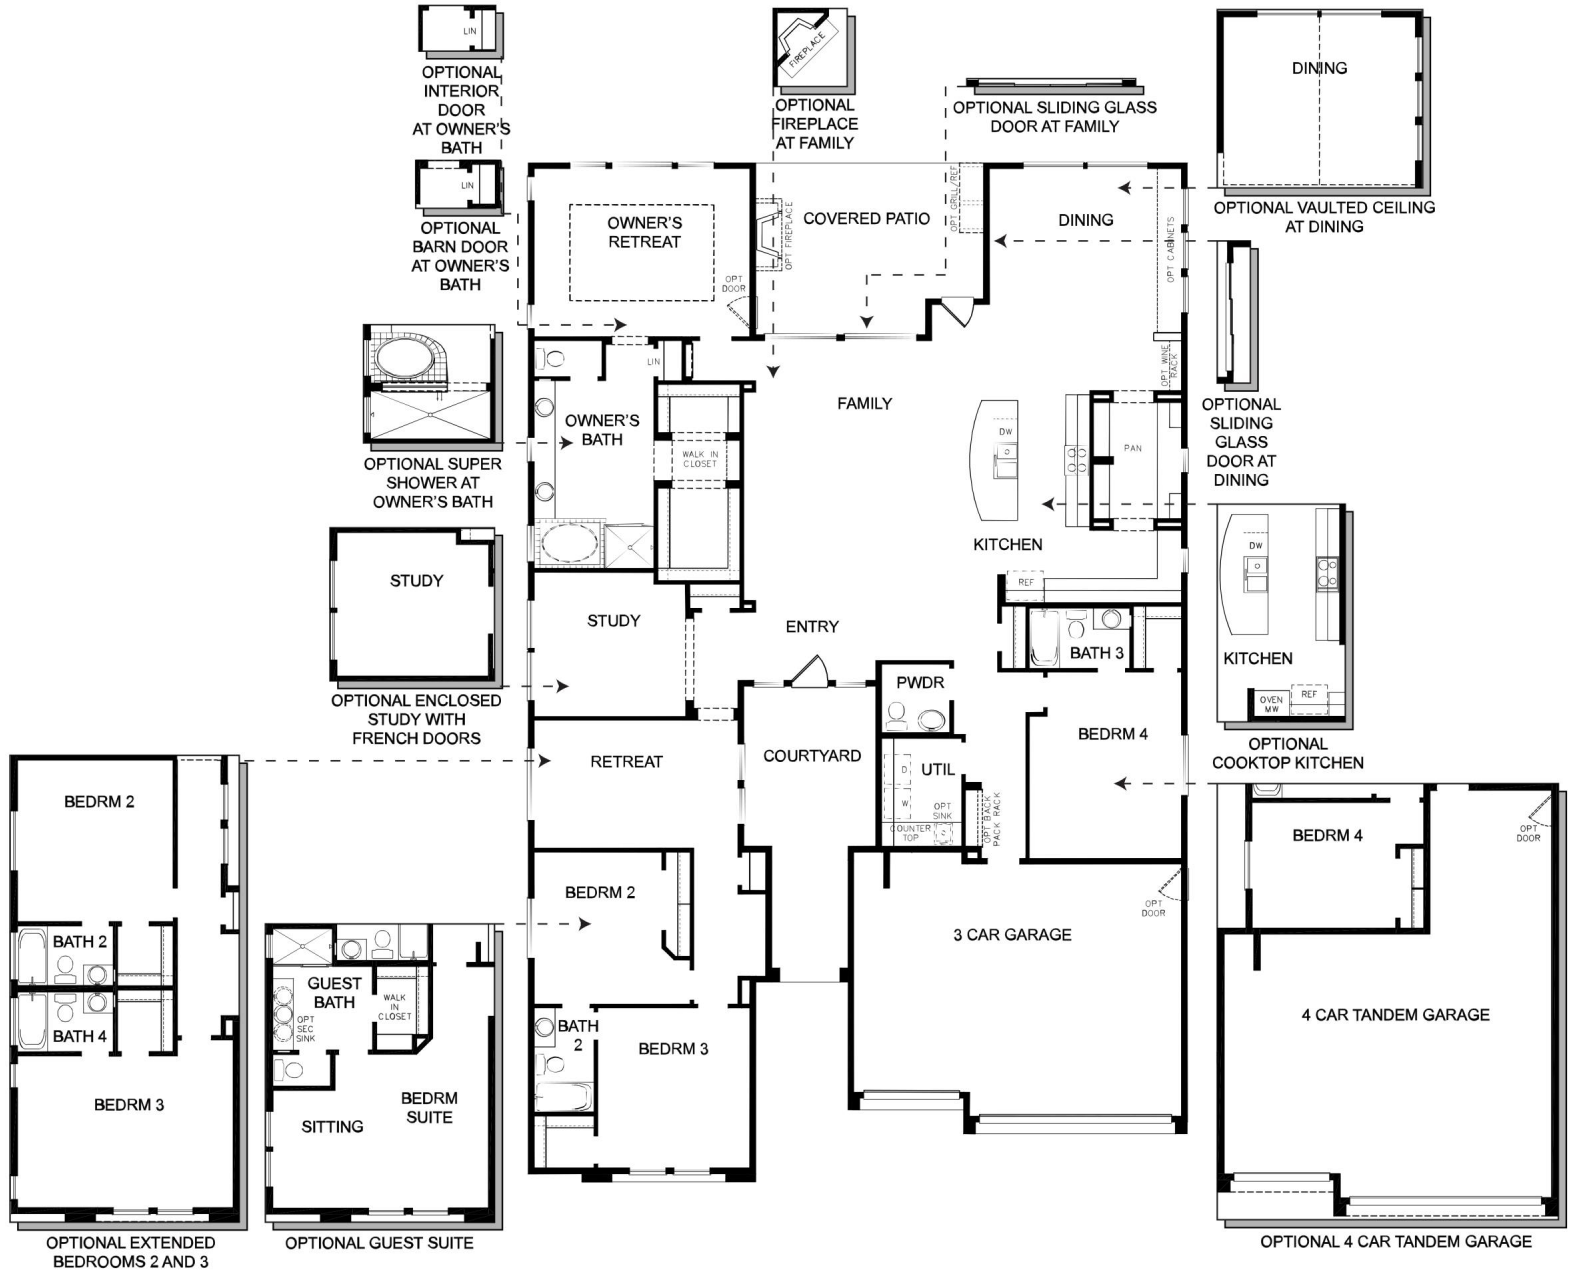 LIN
OPTIONAL
INTERIOR
DOOR
AT OWNER'S
BATH
LIN
OPTIONAL
BARN DOOR
AT OWNER'S
BATH
FIREPLACE
OPTIONAL
FIREPLACE
AT FAMILY
OPTIONAL SLIDING GLASS
DOOR AT FAMILY
DINING
OPTIONAL VAULTED CEILING
AT DINING
OWNER'S
RETREAT
OPT
DOOR
OPT FIREPLACE
COVERED PATIO
OPT GRILL/REF
DINING
OPT CABINETS
OPT WINE
RACK
OPTIONAL
SLIDING
GLASS
DOOR AT
DINING
OPTIONAL SUPER
SHOWER AT
OWNER'S BATH
LIN
OWNER'S
BATH
WALK IN
CLOSET
FAMILY
DW
PAN
KITCHEN
REF
DW
KITCHEN
OVEN
MW
REF
OPTIONAL
COOKTOP KITCHEN
STUDY
OPTIONAL ENCLOSED
STUDY WITH
FRENCH DOORS
STUDY
ENTRY
BATH 3
PWDR
BEDRM 4
RETREAT
COURTYARD
D
W
UTIL
OPT
SINK
COUNTER
TOP
OPT BACK
PACK RACK
BEDRM 2
BATH 2
BATH 4
BEDRM 3
OPTIONAL EXTENDED
BEDROOMS 2 AND 3
GUEST
BATH
OPT
SEC
SINK
WALK
IN
CLOSET
BEDRM
SUITE
SITTING
OPTIONAL GUEST SUITE
BEDRM 2
BATH
2
BEDRM 3
3 CAR GARAGE
OPT
DOOR
BEDRM 4
OPT
DOOR
4 CAR TANDEM GARAGE
OPTIONAL 4 CAR TANDEM GARAGE